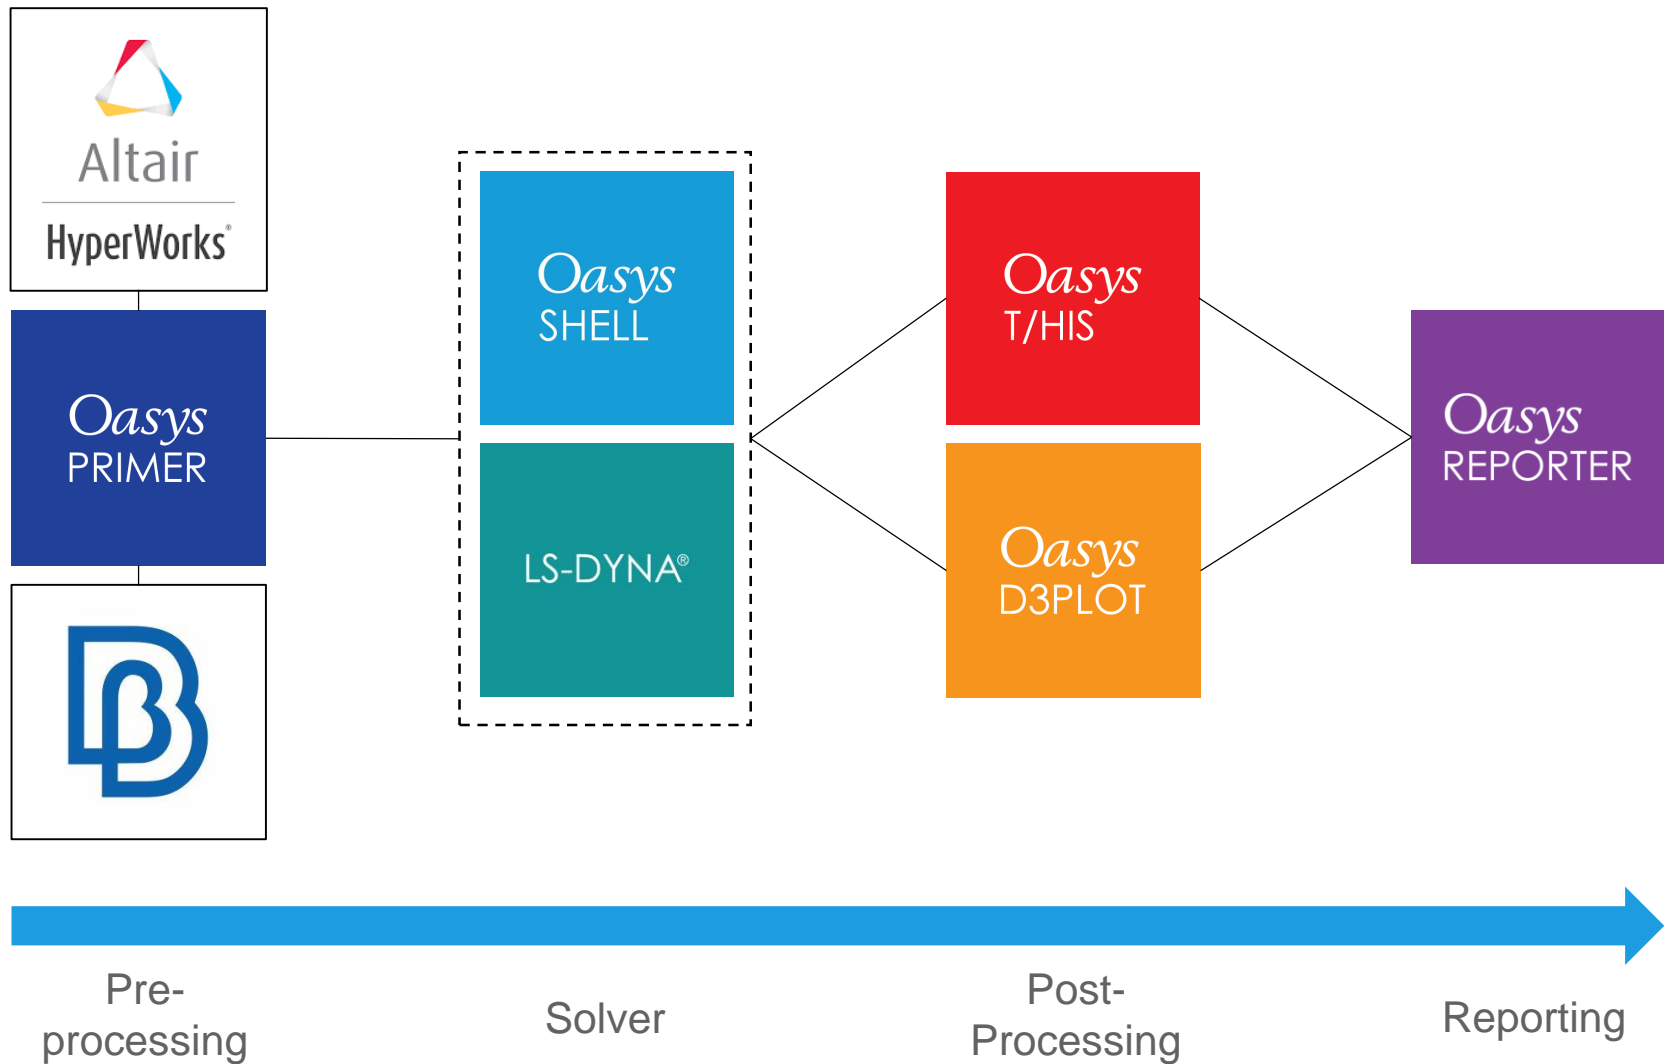 Altair
HyperWorks®
Oasys
PRIMER
Oasys
SHELL
LS-DYNA®
Oasys
T/HIS
Oasys
D3PLOT
Oasys
REPORTER
Pre-
processing
Solver
Post-
Processing
Reporting